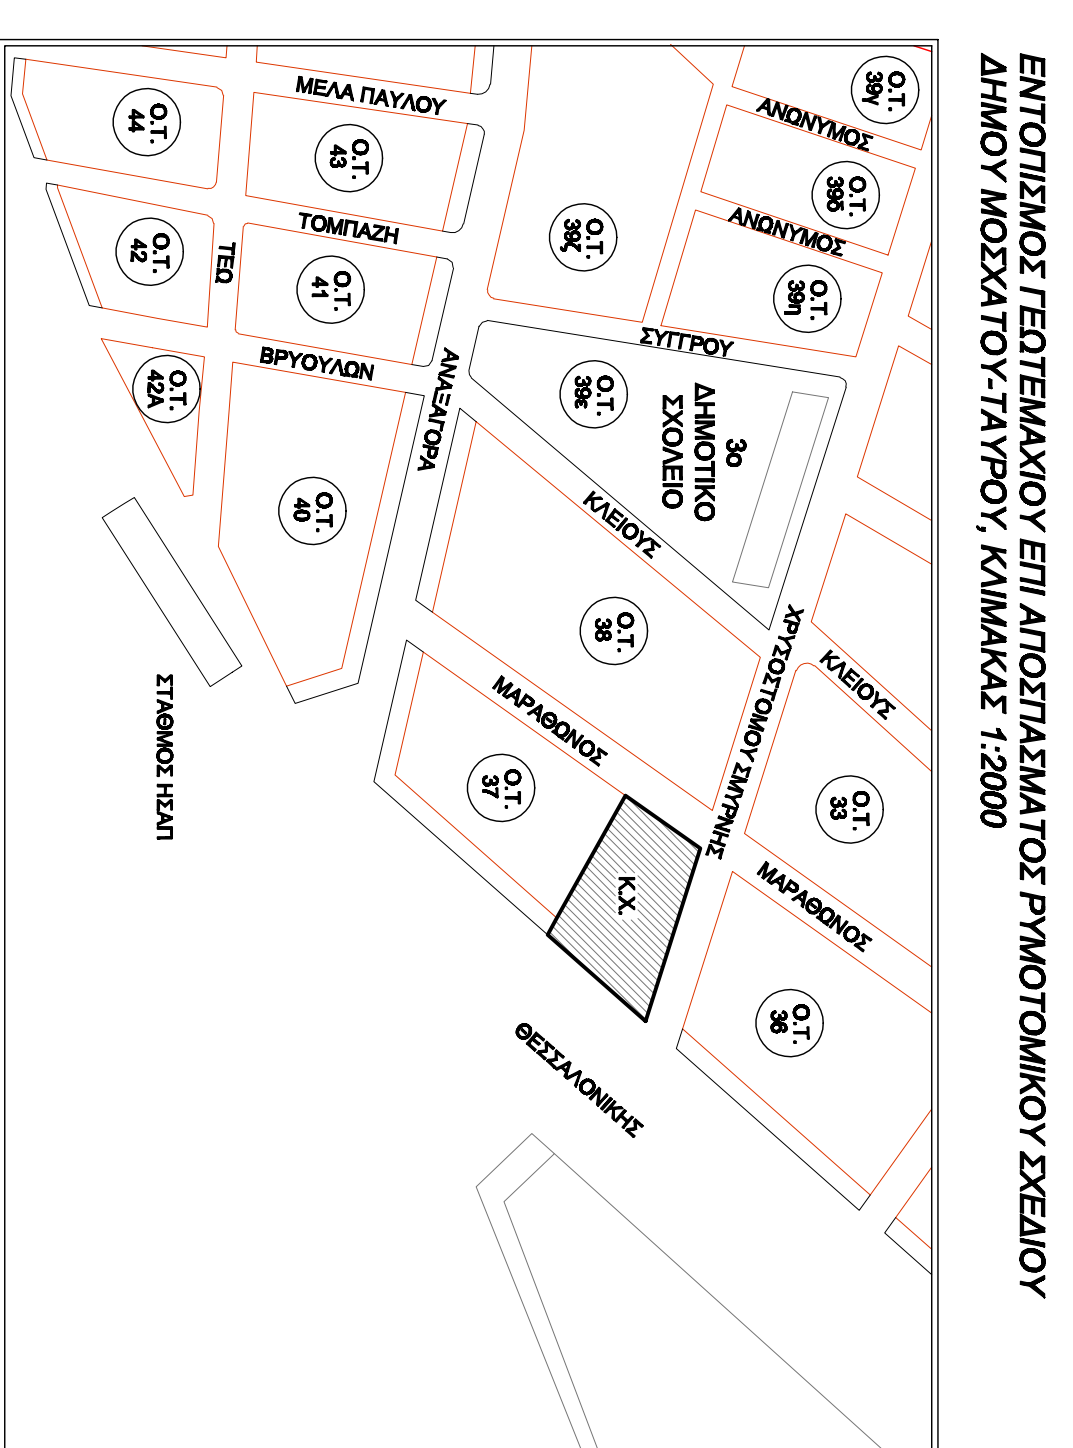 ΕΝΤΟΠΙΣΜΟΣ ΓΕΩΤΕΜΑΧΙΟΥ ΕΠΙ ΑΠΟΣΠΑΣΜΑΤΟΣ ΡΥΜΟΤΟΜΙΚΟΥ ΣΧΕΔΙΟΥ
ΔΗΜΟΥ ΜΟΣΧΑΤΟΥ-ΤΑΥΡΟΥ, ΚΛΙΜΑΚΑΣ 1:2000
Ο.Τ.
39γ
ΑΝΩΝΥΜΟΣ
Ο.Τ.
39δ
ΑΝΩΝΥΜΟΣ
Ο.Τ.
39η
ΣΥΓΓΡΟΥ
Ο.Τ.
39ζ
Ο.Τ.
39ε
3ο
ΔΗΜΟΤΙΚΟ
ΣΧΟΛΕΙΟ
ΚΛΕΙΟΥΣ
ΧΡΥΣΟΣΤΟΜΟΥ ΣΜΥΡΝΗΣ
ΚΛΕΙΟΥΣ
Ο.Τ.
33
ΜΑΡΑΘΩΝΟΣ
Ο.Τ.
36
Ο.Τ.
38
ΜΑΡΑΘΩΝΟΣ
Ο.Τ.
37
Κ.Χ.
ΘΕΣΣΑΛΟΝΙΚΗΣ
ΜΕΛΑ ΠΑΥΛΟΥ
Ο.Τ.
43
Ο.Τ.
44
ΤΟΜΠΑΖΗ
Ο.Τ.
41
ΤΕΩ
Ο.Τ.
42
ΒΡΥΟΥΛΩΝ
ΑΝΑΞΑΓΟΡΑ
Ο.Τ.
42Α
Ο.Τ.
40
ΣΤΑΘΜΟΣ ΗΣΑΠ